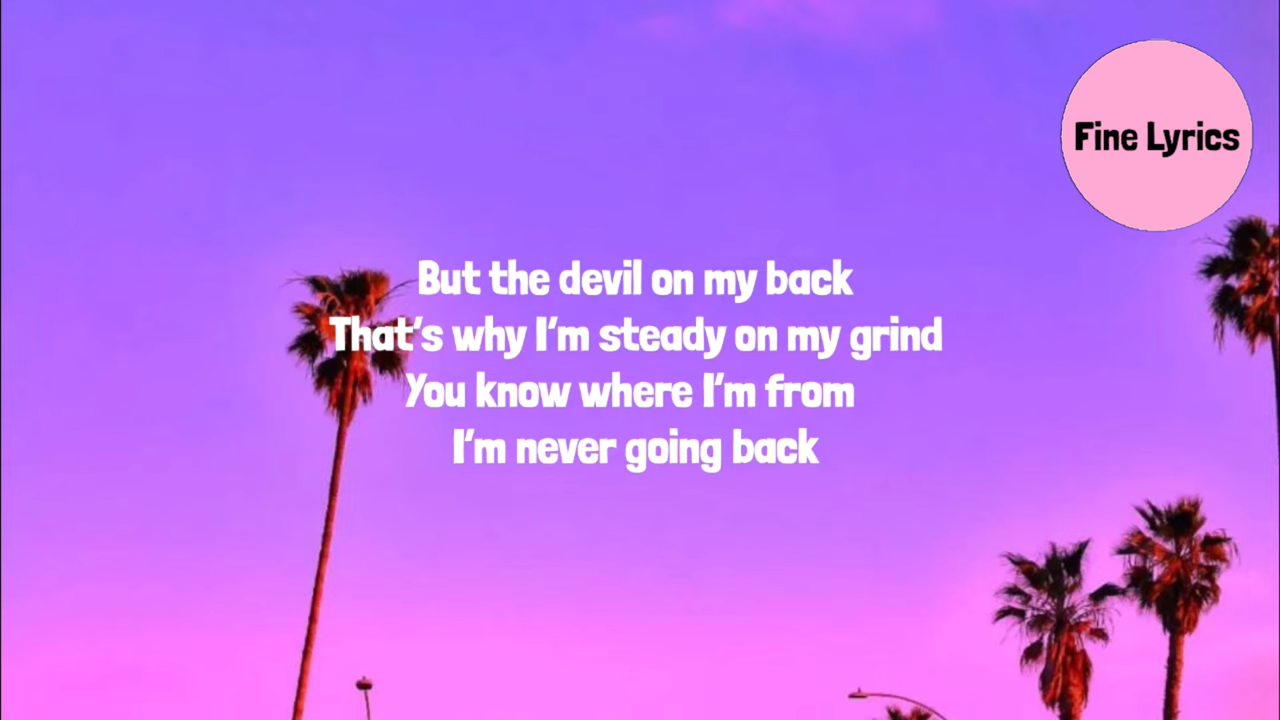 Fine Lyrics
But the devil on my back
That's why I'm steady on my grind
You know where I'm from
I'm never going back